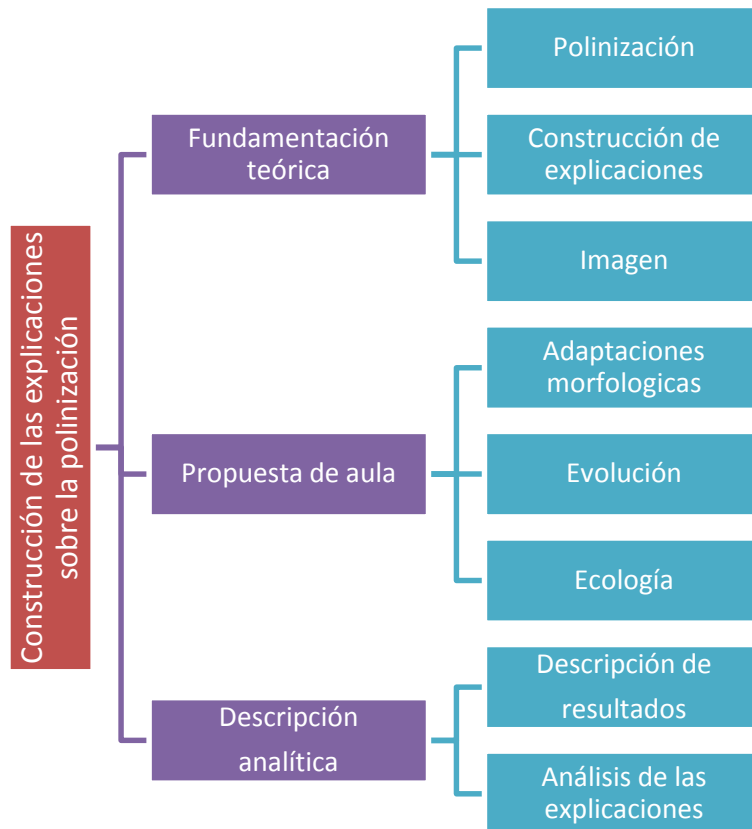 Construcción de las explicaciones
sobre la polinización
Fundamentación
teórica
Polinización
Construcción de
explicaciones
Imagen
Propuesta de aula
Adaptaciones
morfologicas
Evolución
Ecología
Descripción
analítica
Descripción de
resultados
Análisis de las
explicaciones